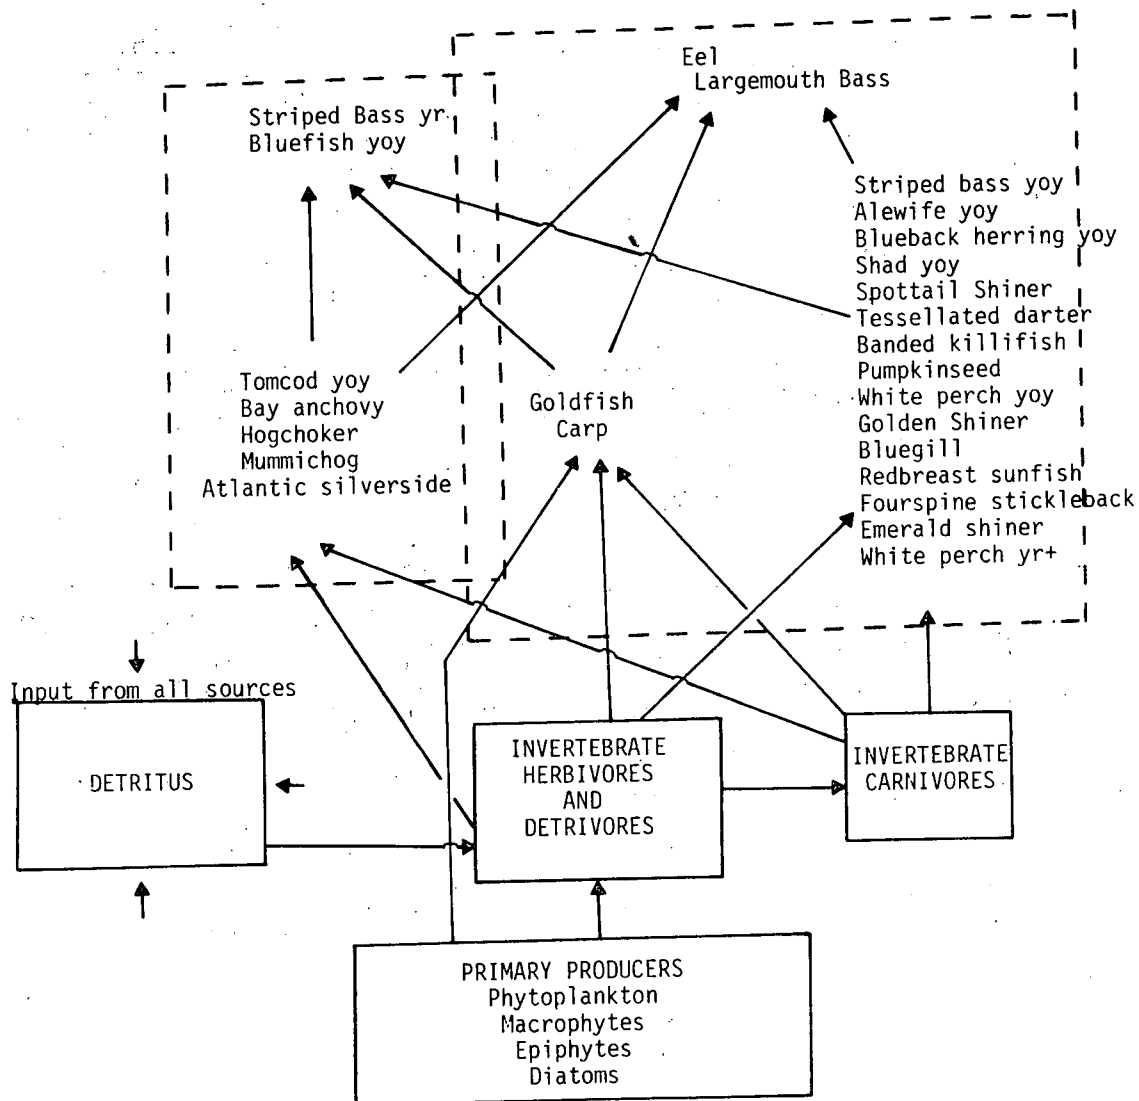 Eel
Largemouth Bass
Striped Bass yr
Bluefish yoy
Striped bass yoy
Alewife yoy
Blueback herring yoy
Shad yoy
Spottail Shiner
Tessellated darter
Banded killifish
Pumpkinseed
White perch yoy
Golden Shiner
Bluegill
Redbreast sunfish
Fourspine stickleback
Emerald shiner
White perch yr+
Tomcod yoy
Bay anchovy
Hogchoker
Mummichog
Atlantic silverside
Goldfish
Carp
Input from all sources
DETRITUS
INVERTEBRATE
HERBIVORES
AND
DETRIVORES
INVERTEBRATE
CARNIVORES
PRIMARY PRODUCERS
Phytoplankton
Macrophytes
Epiphytes
Diatoms